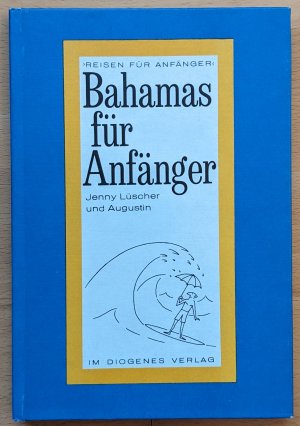 ›REISEN FÜR ANFÄNGER‹
Bahamas
für
Anfänger
Jenny Lüscher
und Augustin
IM DIOGENES VERLAG